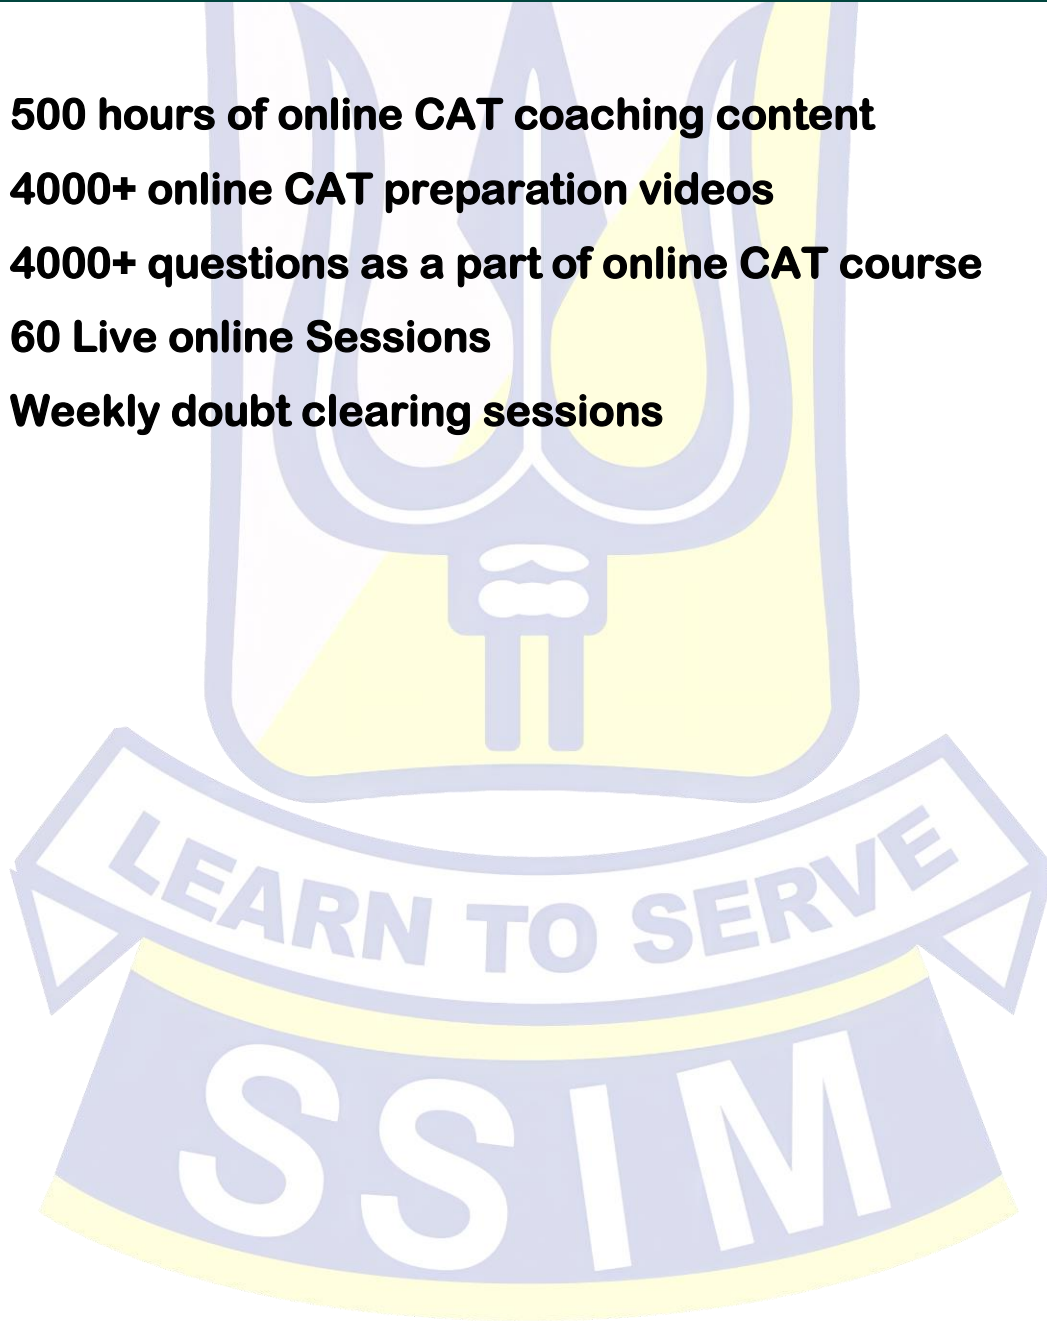 500 hours of online CAT coaching content
4000+ online CAT preparation videos
4000+ questions as a part of online CAT course
60 Live online Sessions
Weekly doubt clearing sessions
LEARN TO SERVE
SSIM